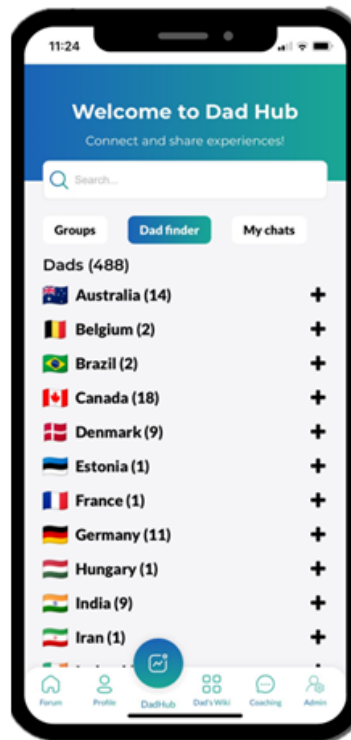 11:24
Welcome to Dad Hub
Connect and share experiences!
Search...
Groups Dad finder My chats
Dads (488)
Australia (14)
Belgium (2)
Brazil (2)
Canada (18)
Denmark (9)
Estonia (1)
France (1)
Germany (11)
Hungary (1)
India (9)
Iran (1)
Forum Profile DadHub Dad's Wiki Coaching Admin